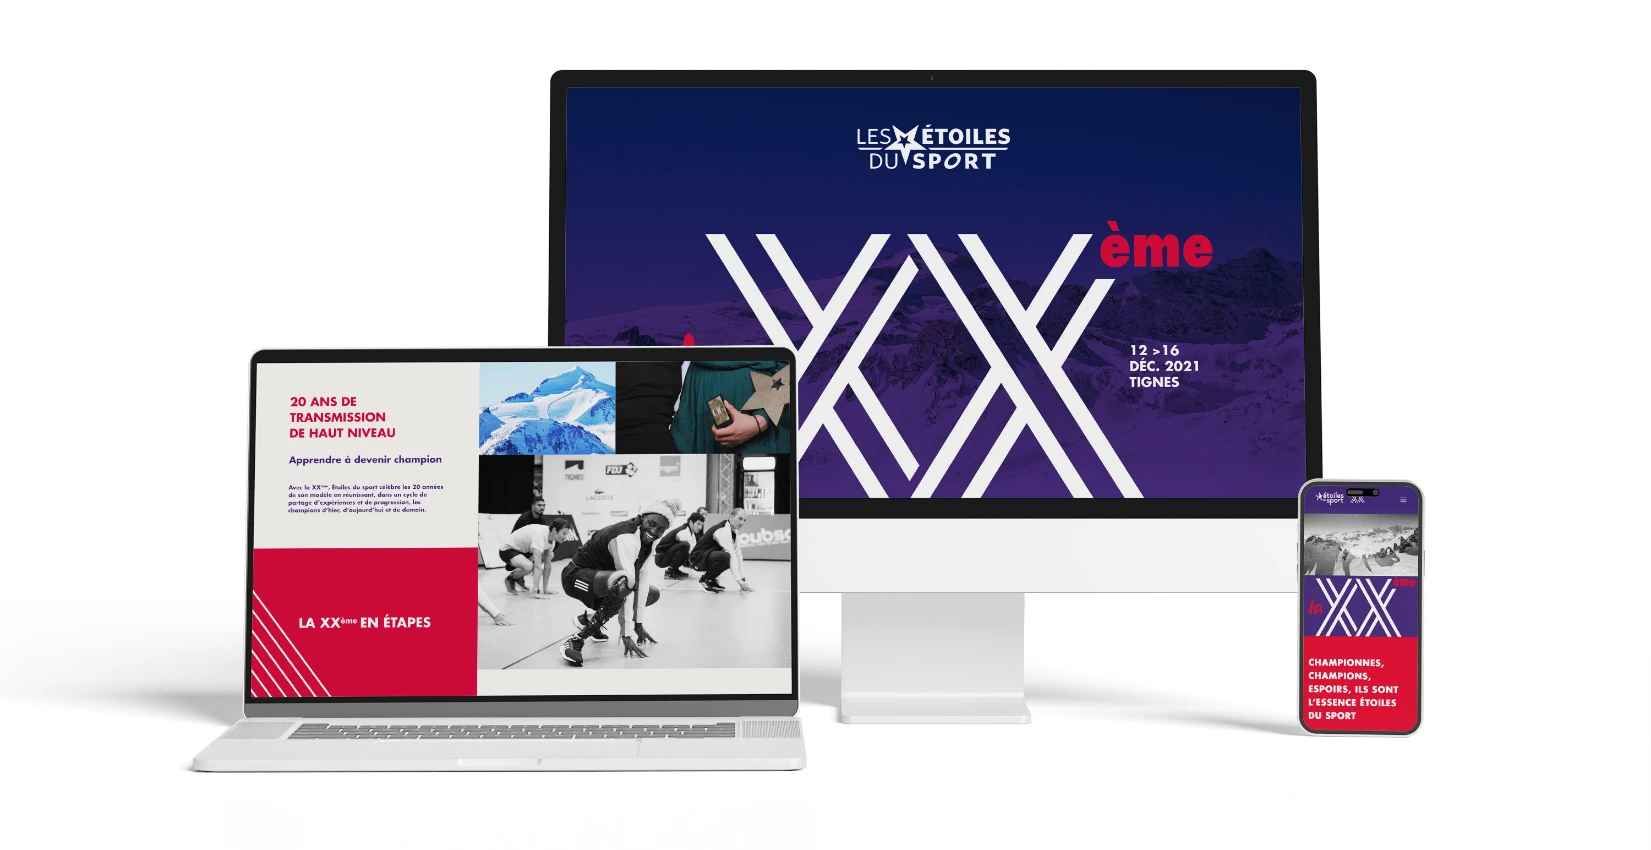 LES ÉTOILES
DU SPORT
XXème
12 >16
DÉC. 2021
TIGNES
20 ANS DE
TRANSMISSION
DE HAUT NIVEAU
Apprendre à devenir champion
Avec la XXème, Étoiles du sport célèbre les 20 années
de son modèle en réunissant, dans un cycle de
partage d'expériences et de progression, les
champions d'hier, d'aujourd'hui et de demain.
LA XXème EN ÉTAPES
TIGNES
FDJ
LACOSTE
étoiles
sport
XX
la XXème
CHAMPIONNES,
CHAMPIONS,
ESPOIRS, ILS SONT
L'ESSENCE ÉTOILES
DU SPORT